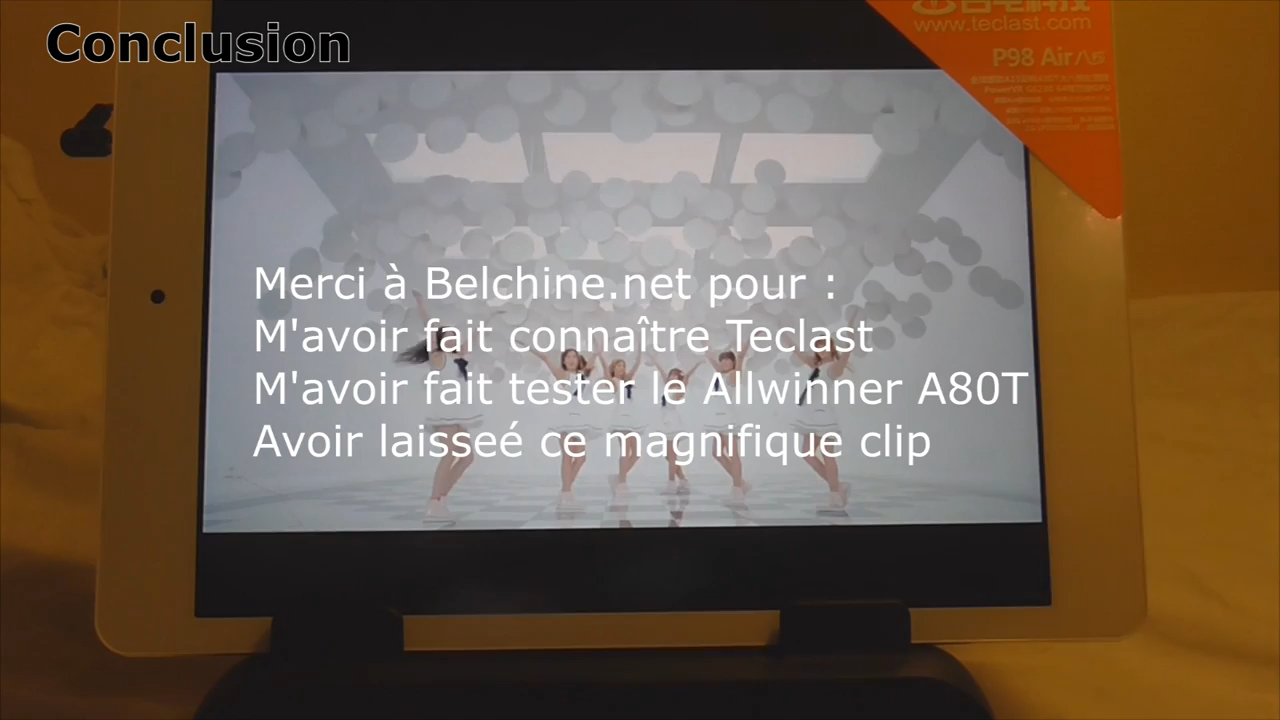 Conclusion
www.teclast.com
P98 Air
Merci à Belchine.net pour :
M'avoir fait connaître Teclast
M'avoir fait tester le Allwinner A80T
Avoir laisseé ce magnifique clip